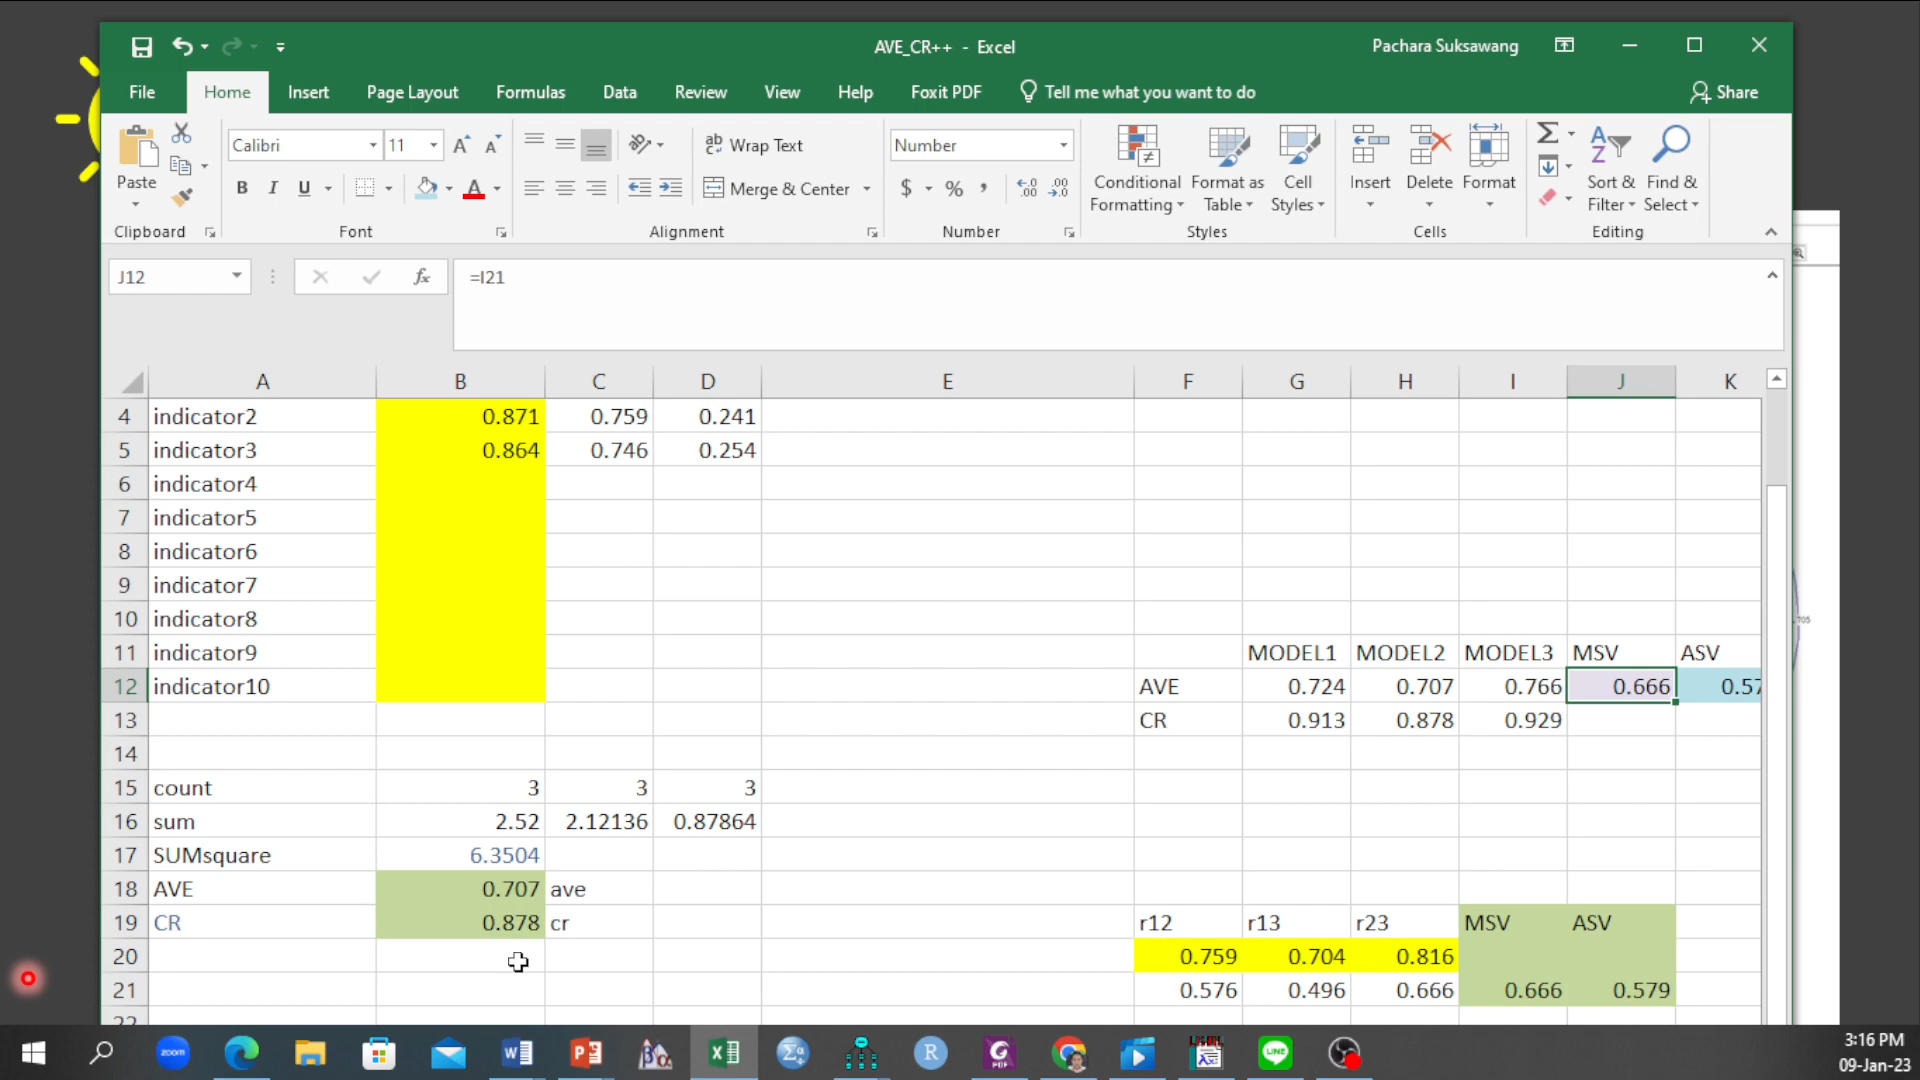 AVE_CR++ - Excel
Pachara Suksawang
File Home Insert Page Layout Formulas Data Review View Help Foxit PDF Tell me what you want to do Share
Calibri 11 Wrap Text Number
Paste B I U Merge & Center $ % ,
Conditional Formatting Format as Table Cell Styles Insert Delete Format Sort & Filter Find & Select
Clipboard Font Alignment Number Styles Cells Editing
J12 fx =I21
A B C D E F G H I J K
4 indicator2 0.871 0.759 0.241
5 indicator3 0.864 0.746 0.254
6 indicator4
7 indicator5
8 indicator6
9 indicator7
10 indicator8
11 indicator9 MODEL1 MODEL2 MODEL3 MSV ASV
12 indicator10 AVE 0.724 0.707 0.766 0.666 0.57
13 CR 0.913 0.878 0.929
14
15 count 3 3 3
16 sum 2.52 2.12136 0.87864
17 SUMsquare 6.3504
18 AVE 0.707 ave
19 CR 0.878 cr r12 r13 r23 MSV ASV
20 0.759 0.704 0.816
21 0.576 0.496 0.666 0.666 0.579
zoom
LINE
3:16 PM
09-Jan-23